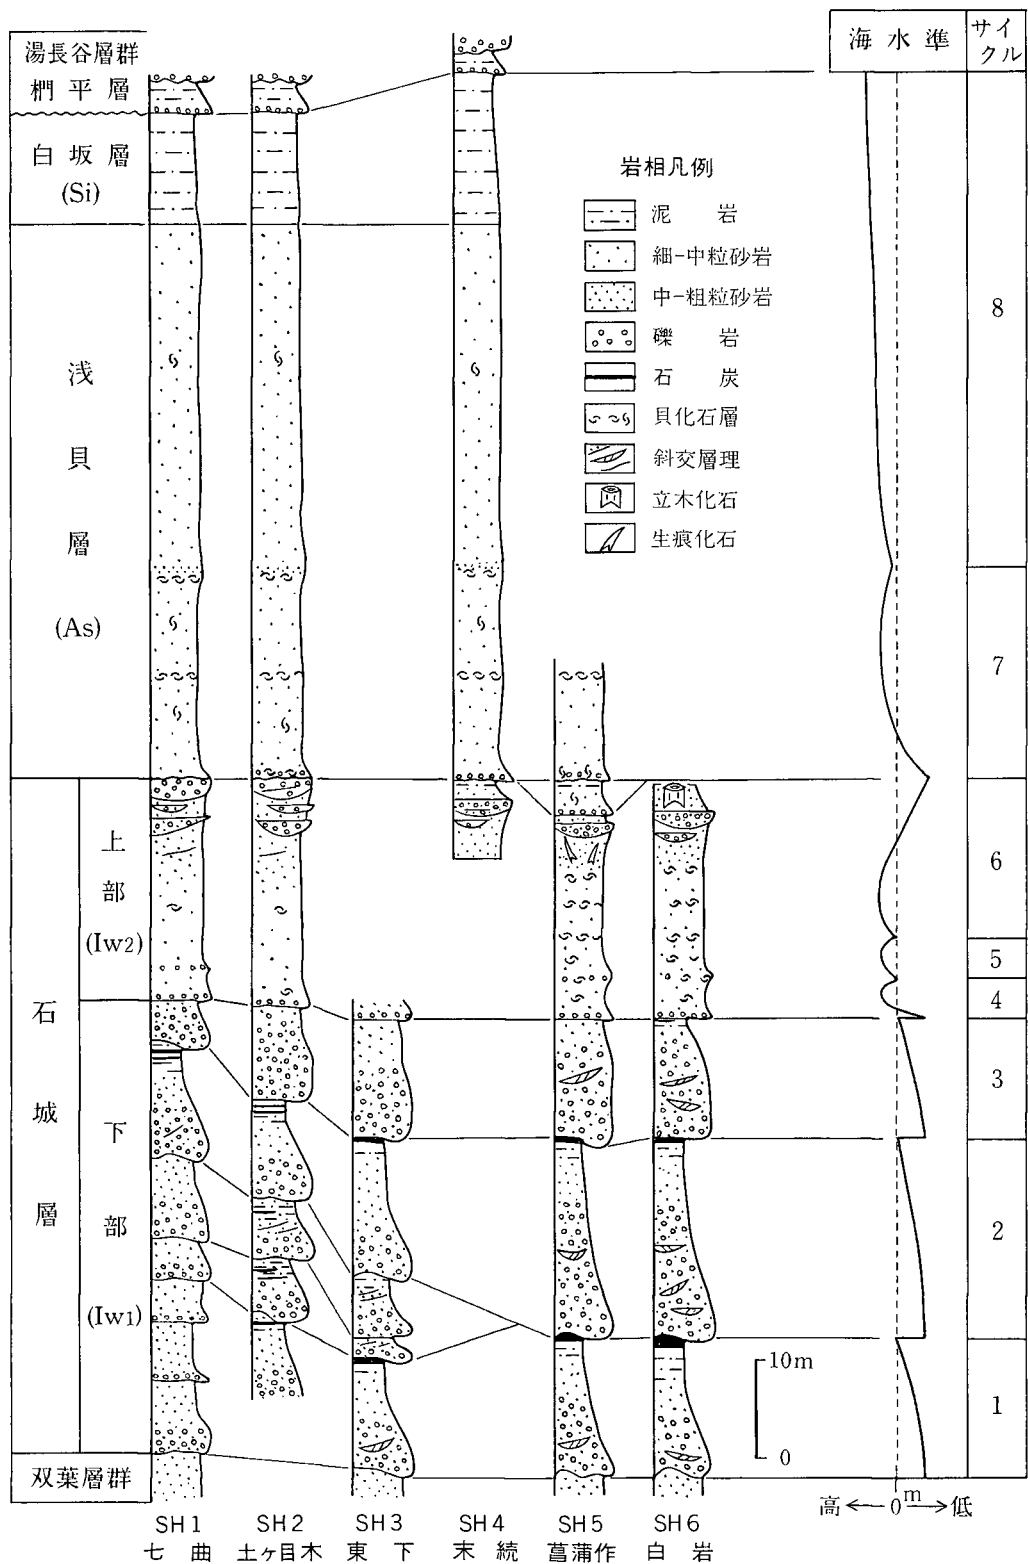 湯長谷層群
椚平層
白坂層
(Si)
浅貝層
(As)
石城層
上部
(Iw2)
下部
(Iw1)
双葉層群
岩相凡例
泥 岩
細-中粒砂岩
中-粗粒砂岩
礫 岩
石 炭
貝化石層
斜交層理
立木化石
生痕化石
海水準
サイクル
8
7
6
5
4
3
2
1
10m
0
高←0m→低
SH1
七曲
SH2
土ヶ目木
SH3
東下
SH4
末続
SH5
菖蒲作
SH6
白岩